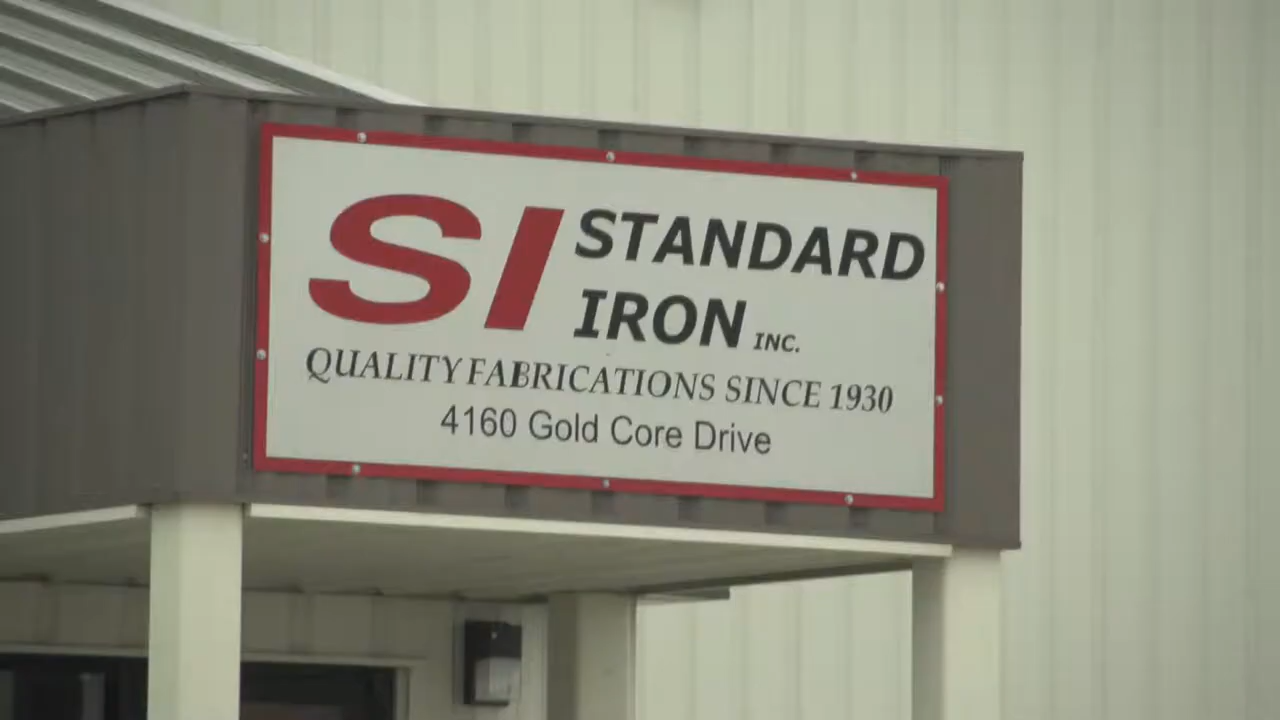 SI STANDARD
IRON INC.
QUALITY FABRICATIONS SINCE 1930
4160 Gold Core Drive